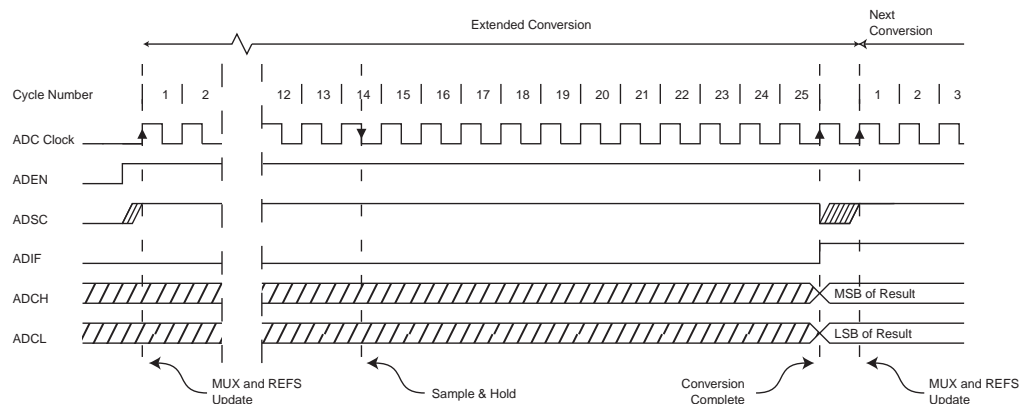 Extended Conversion
Next
Conversion
Cycle Number 1 2 12 13 14 15 16 17 18 19 20 21 22 23 24 25 1 2 3
ADC Clock
ADEN
ADSC
ADIF
ADCH MSB of Result
ADCL LSB of Result
MUX and REFS
Update
Sample & Hold
Conversion
Complete
MUX and REFS
Update